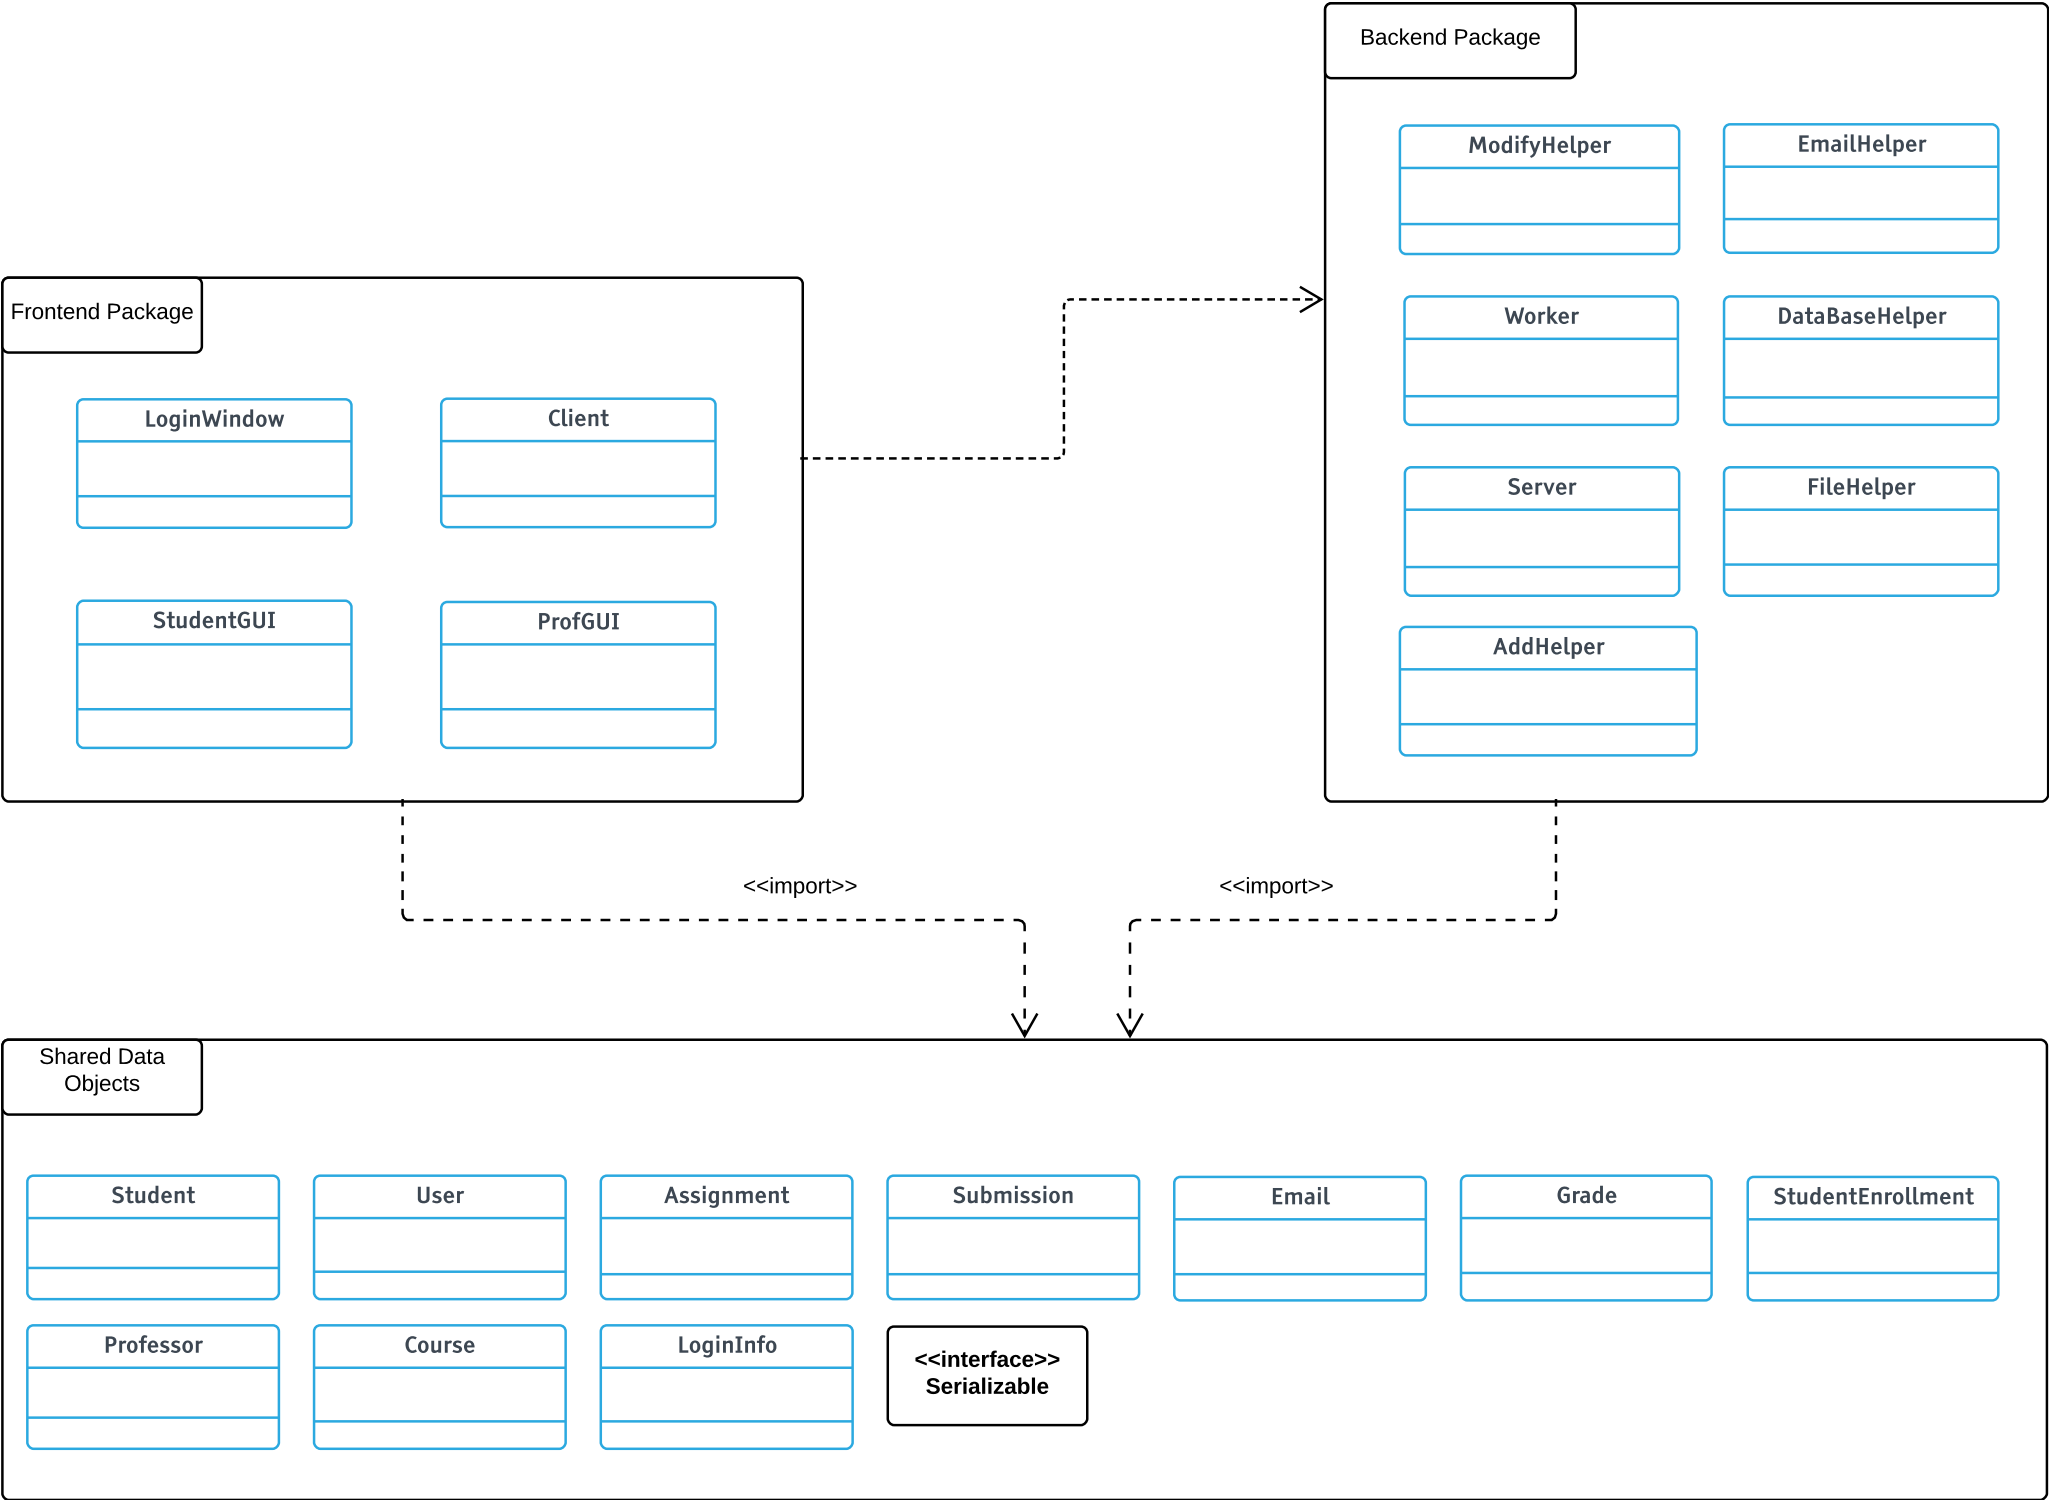 Backend Package
ModifyHelper
EmailHelper
Worker
DataBaseHelper
Server
FileHelper
AddHelper
Frontend Package
LoginWindow
Client
StudentGUI
ProfGUI
<<import>>
<<import>>
Shared Data
Objects
Student
User
Assignment
Submission
Email
Grade
StudentEnrollment
Professor
Course
LoginInfo
<<interface>>
Serializable